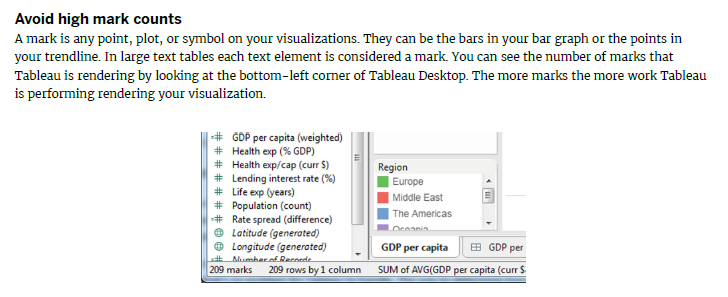 Avoid high mark counts
A mark is any point, plot, or symbol on your visualizations. They can be the bars in your bar graph or the points in
your trendline. In large text tables each text element is considered a mark. You can see the number of marks that
Tableau is rendering by looking at the bottom-left corner of Tableau Desktop. The more marks the more work Tableau
is performing rendering your visualization.
GDP per capita (weighted)
Health exp (% GDP)
Health exp/cap (curr $)
Lending interest rate (%)
Life exp (years)
Population (count)
Rate spread (difference)
Latitude (generated)
Longitude (generated)
Number of Records
Region
Europe
Middle East
The Americas
Oceania
GDP per capita
GDP per
209 marks 209 rows by 1 column SUM of AVG(GDP per capita (curr $